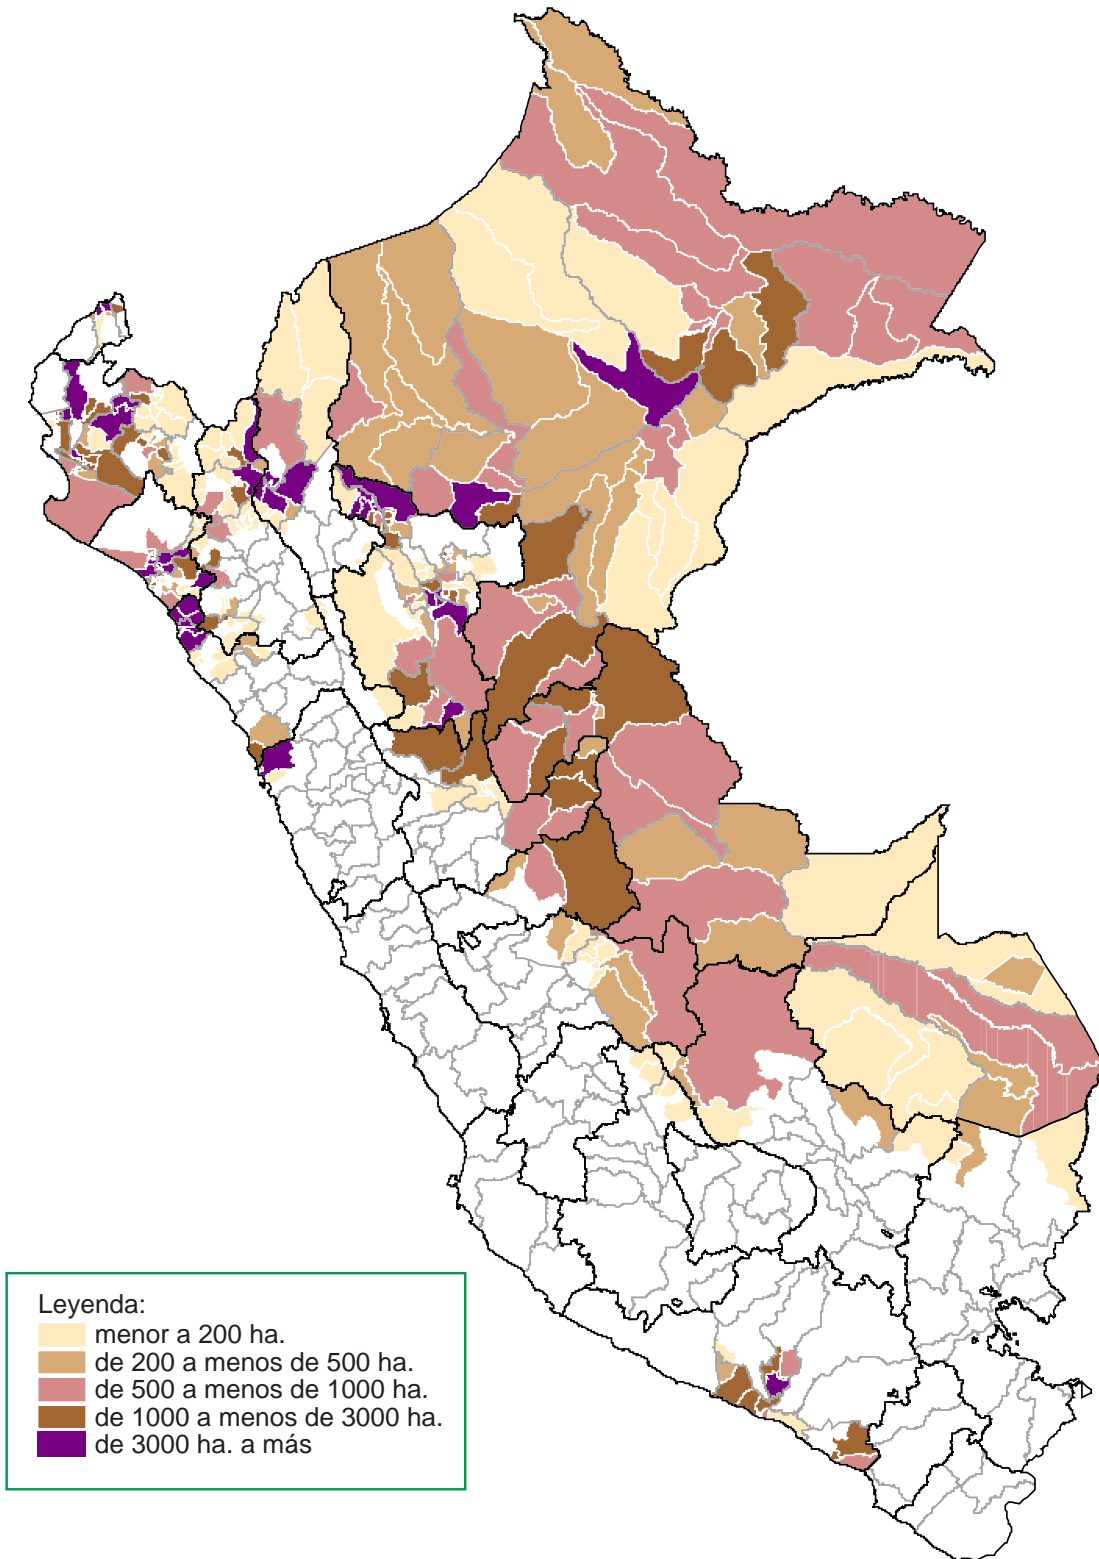 Leyenda:
menor a 200 ha.
de 200 a menos de 500 ha.
de 500 a menos de 1000 ha.
de 1000 a menos de 3000 ha.
de 3000 ha. a más